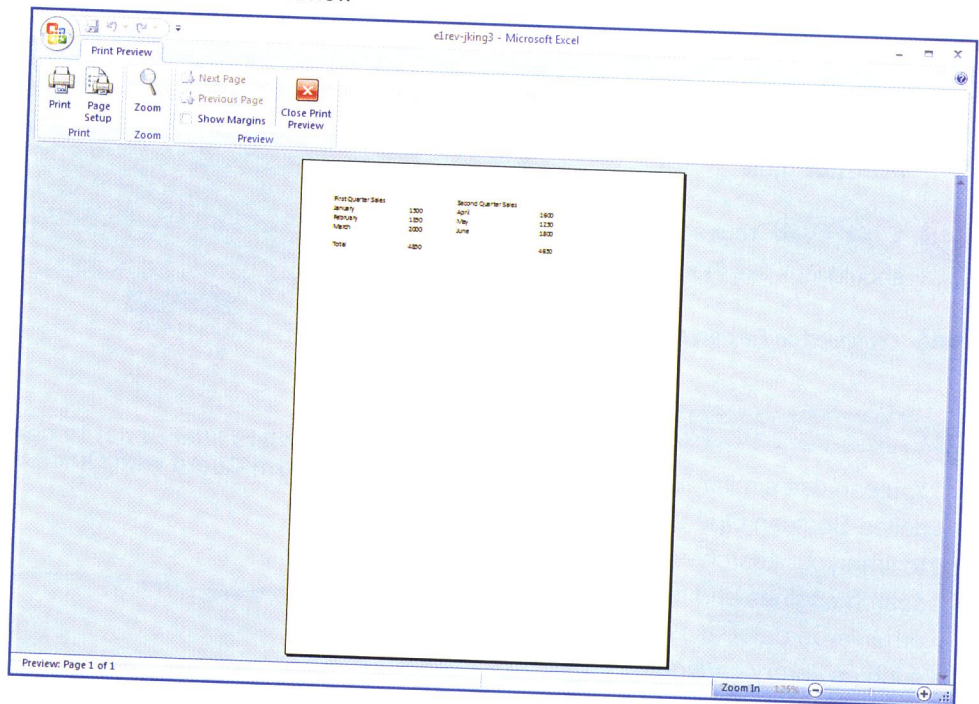 e1rev-jking3 - Microsoft Excel
Print Preview
Print
Page Setup
Zoom
Next Page
Previous Page
Show Margins
Close Print Preview
Print
Zoom
Preview
First Quarter Sales Second Quarter Sales
January 1500 April 1600
February 1350 May 1250
March 2000 June 1800
Total 4850 4650
Preview: Page 1 of 1
Zoom In 125%